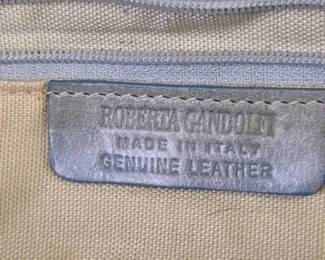 ROBERTA GANDOLFI
MADE IN ITALY
GENUINE LEATHER